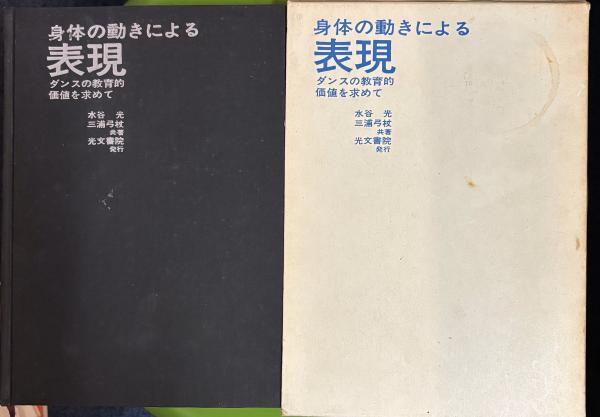 身体の動きによる
表現
ダンスの教育的
価値を求めて
水谷 光
三浦弓杖
共著
光文書院
発行
身体の動きによる
表現
ダンスの教育的
価値を求めて
水谷 光
三浦弓杖
共著
光文書院
発行